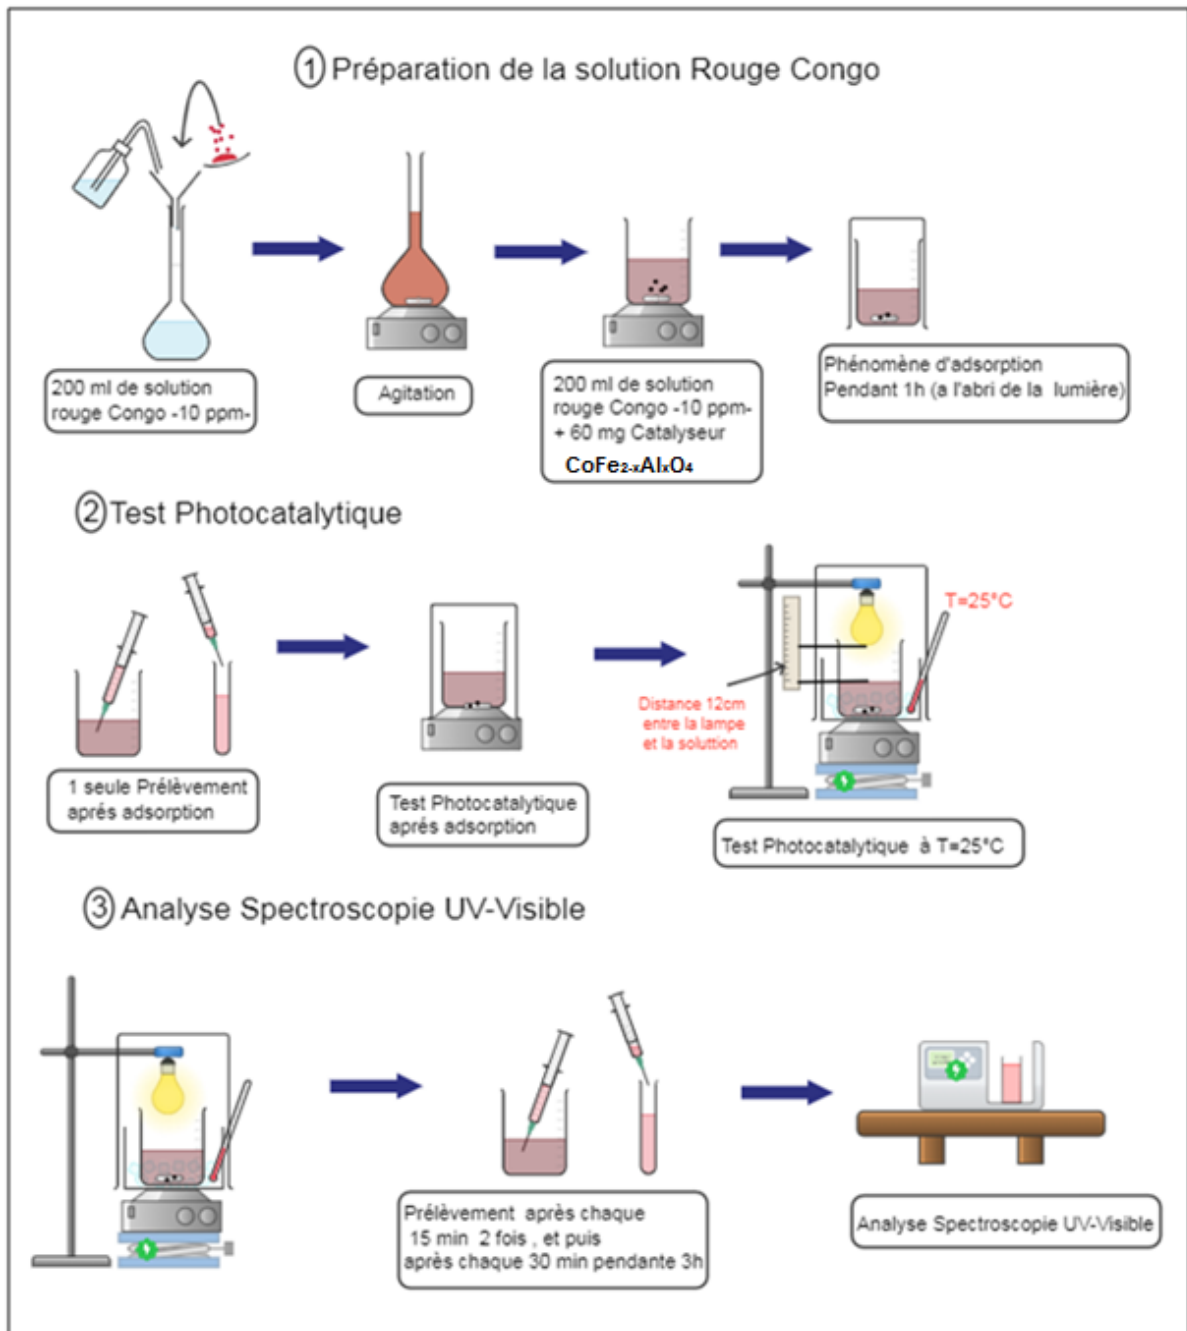 1 Préparation de la solution Rouge Congo
200 ml de solution
rouge Congo -10 ppm-
Agitation
200 ml de solution
rouge Congo -10 ppm-
+ 60 mg Catalyseur
CoFe₂₋ₓAlₓO₄
Phénomène d'adsorption
Pendant 1h (a l'abri de la lumière)
2 Test Photocatalytique
1 seule Prélèvement
aprés adsorption
Test Photocatalytique
aprés adsorption
Distance 12cm
entre la lampe
et la soluttion
T=25°C
Test Photocatalytique à T=25°C
3 Analyse Spectroscopie UV-Visible
Prélèvement après chaque
15 min 2 fois , et puis
après chaque 30 min pendante 3h
Analyse Spectroscopie UV-Visible